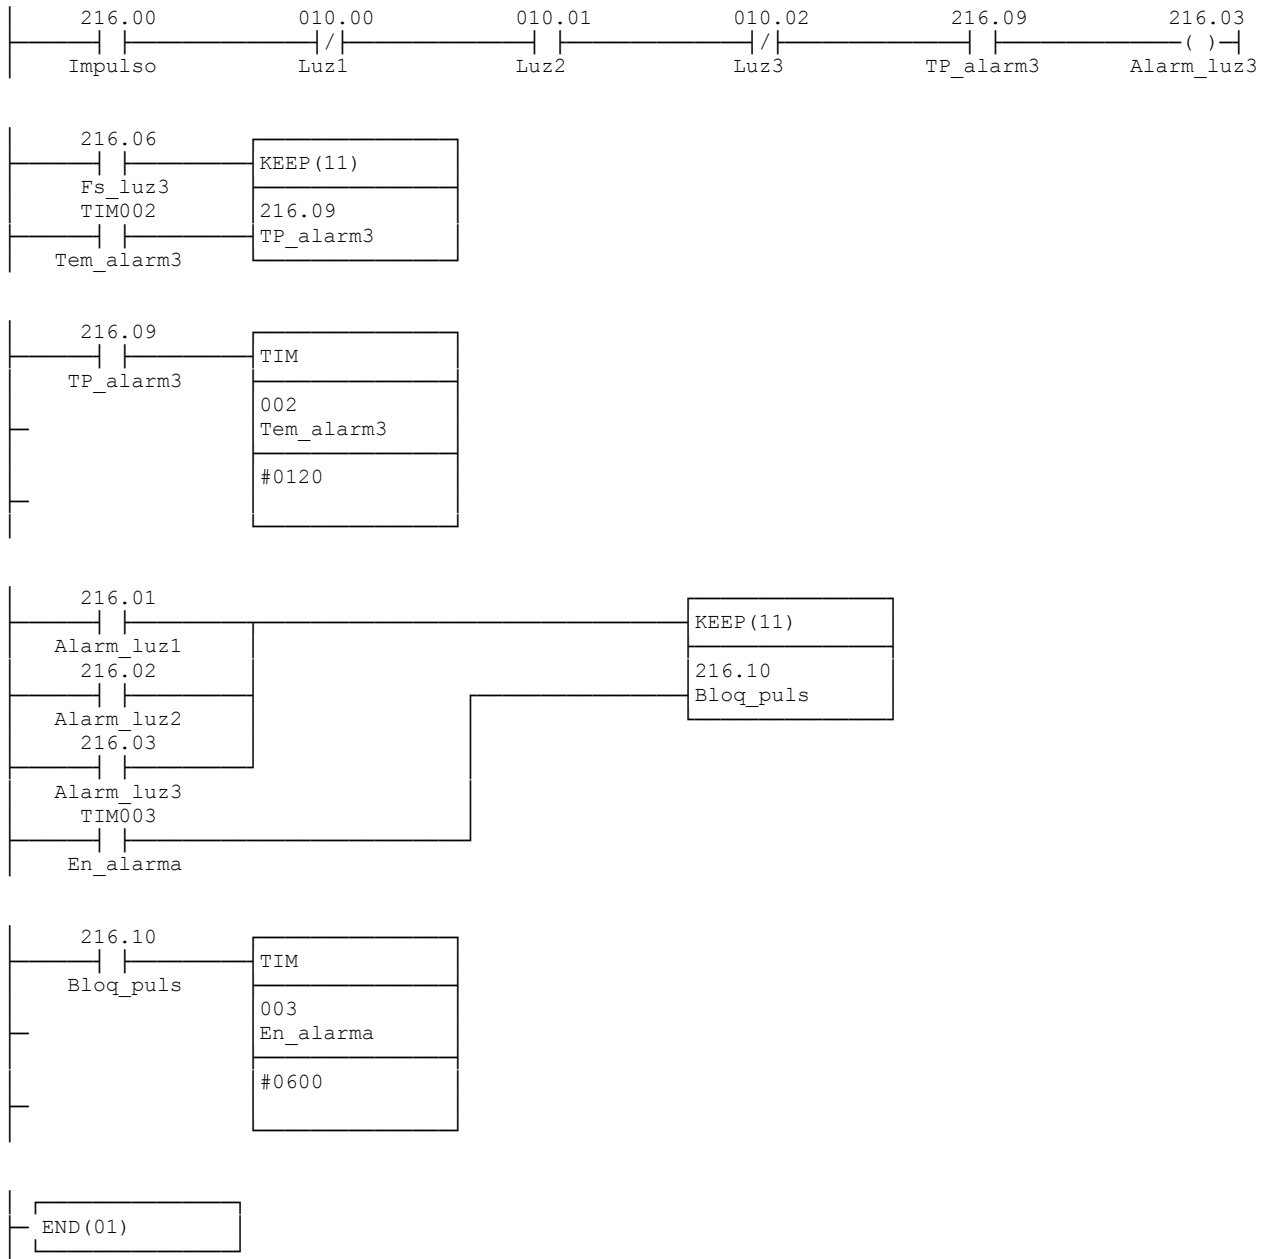 216.00 010.00 010.01 010.02 216.09 216.03
Impulso Luz1 Luz2 Luz3 TP_alarm3 Alarm_luz3
216.06
KEEP(11)
Fs_luz3
TIM002 216.09
TP_alarm3
Tem_alarm3
216.09
TIM
TP_alarm3
002
Tem_alarm3
#0120
216.01
KEEP(11)
Alarm_luz1
216.02 216.10
Bloq_puls
Alarm_luz2
216.03
Alarm_luz3
TIM003
En_alarma
216.10
TIM
Bloq_puls
003
En_alarma
#0600
END(01)